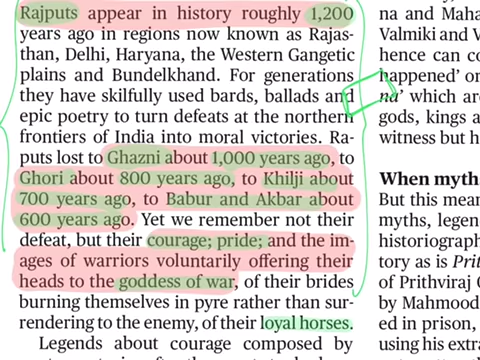 Rajputs appear in history roughly 1,200
years ago in regions now known as Rajas-
than, Delhi, Haryana, the Western Gangetic
plains and Bundelkhand. For generations
they have skilfully used bards, ballads and
epic poetry to turn defeats at the northern
frontiers of India into moral victories. Ra-
puts lost to Ghazni about 1,000 years ago, to
Ghori about 800 years ago, to Khilji about
700 years ago, to Babur and Akbar about
600 years ago. Yet we remember not their
defeat, but their courage; pride; and the im-
ages of warriors voluntarily offering their
heads to the goddess of war, of their brides
burning themselves in pyre rather than sur-
rendering to the enemy, of their loyal horses.
Legends about courage composed by
na and Maha
Valmiki and V
hence can co
happened' or
na' which are
gods, kings a
witness but h
When myth
But this mean
myths, legen
historiograph
tory as is Prit
of Prithviraj C
by Mahmood
ed in prison,
using his extra